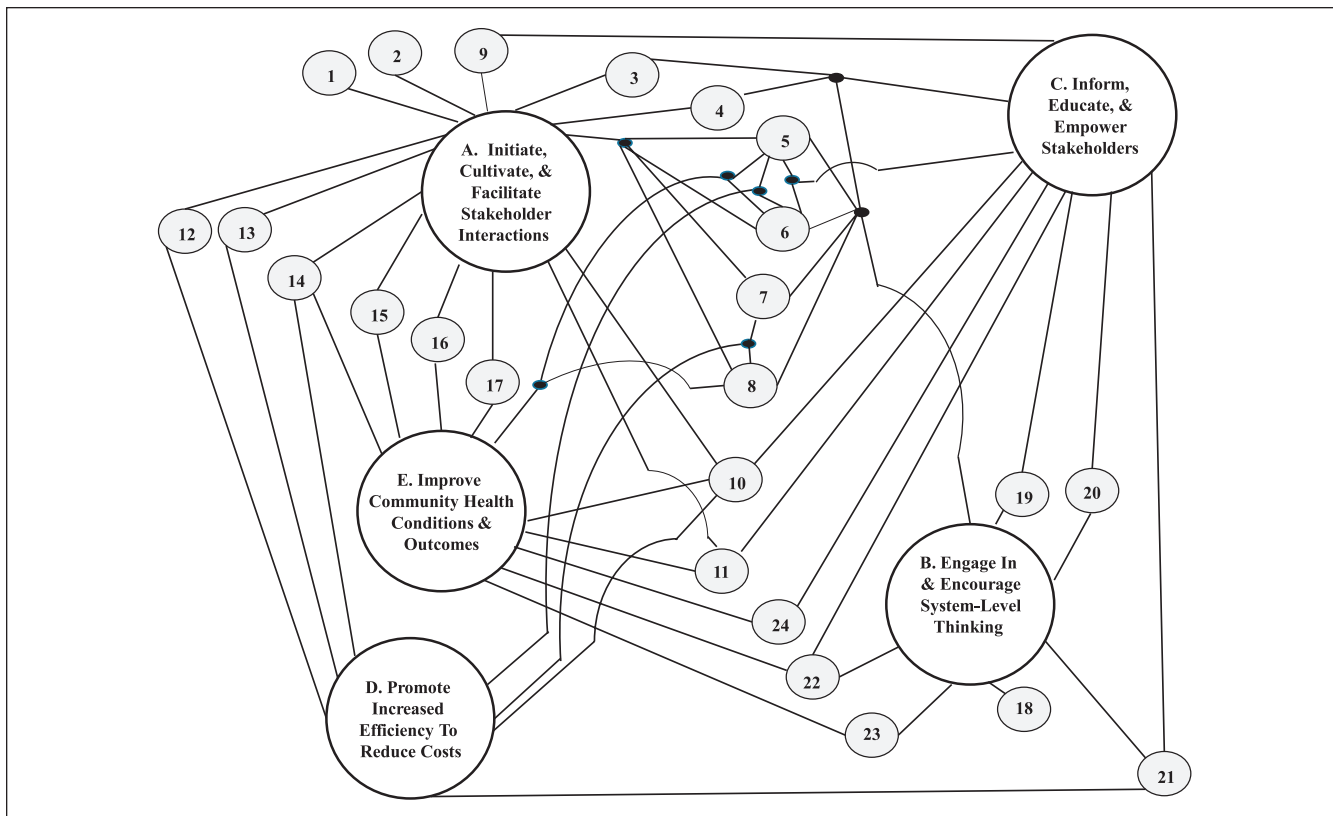 9
2
1
3
4
C. Inform,
Educate, &
Empower
Stakeholders
5
A. Initiate,
Cultivate, &
Facilitate
Stakeholder
Interactions
6
12
13
14
7
15
16
17
8
E. Improve
Community Health
Conditions &
Outcomes
10
19
20
11
B. Engage In
& Encourage
System-Level
Thinking
24
22
18
23
D. Promote
Increased
Efficiency To
Reduce Costs
21